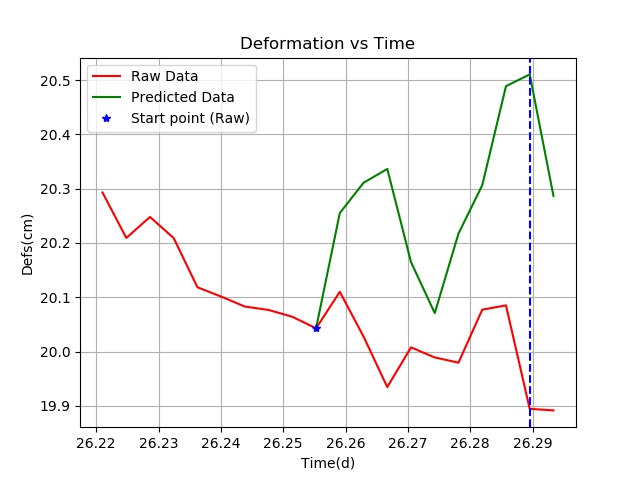 Deformation vs Time
Raw Data
Predicted Data
Start point (Raw)
20.5
20.4
20.3
20.2
20.1
20.0
19.9
Defs(cm)
26.22 26.23 26.24 26.25 26.26 26.27 26.28 26.29
Time(d)